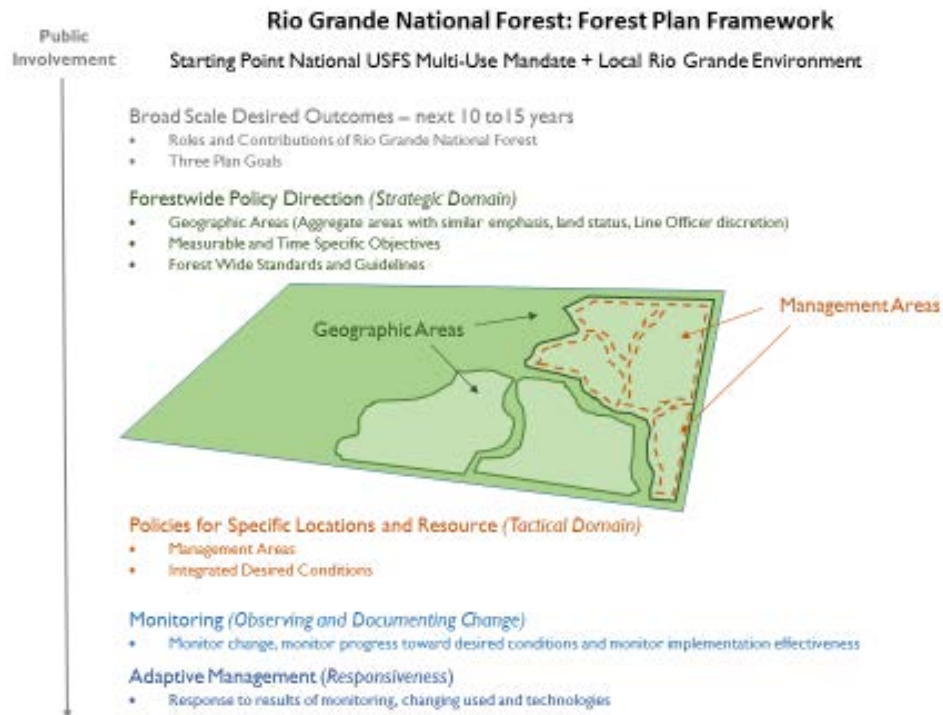 Rio Grande National Forest: Forest Plan Framework
Public
Involvement
Starting Point National USFS Multi-Use Mandate + Local Rio Grande Environment
Broad Scale Desired Outcomes – next 10 to15 years
• Roles and Contributions of Rio Grande National Forest
• Three Plan Goals
Forestwide Policy Direction (Strategic Domain)
• Geographic Areas (Aggregate areas with similar emphasis, land status, Line Officer discretion)
• Measurable and Time Specific Objectives
• Forest Wide Standards and Guidelines
Geographic Areas
Management Areas
Policies for Specific Locations and Resource (Tactical Domain)
• Management Areas
• Integrated Desired Conditions
Monitoring (Observing and Documenting Change)
• Monitor change, monitor progress toward desired conditions and monitor implementation effectiveness
Adaptive Management (Responsiveness)
• Response to results of monitoring, changing used and technologies